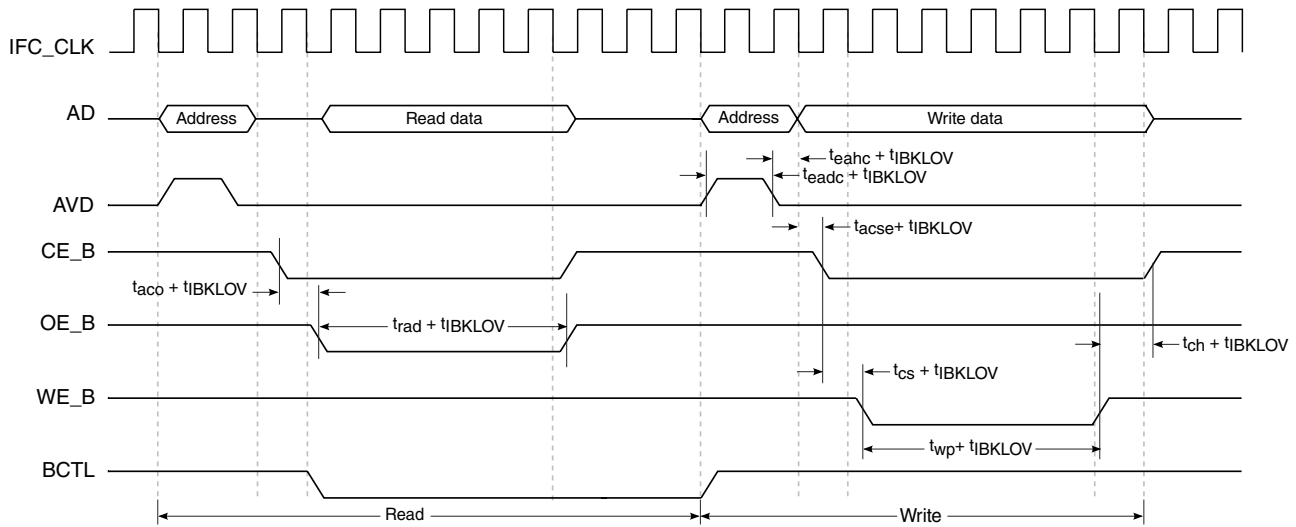 IFC_CLK
AD
Address
Read data
Address
Write data
teahc + tIBKLOV
teadc + tIBKLOV
AVD
tacse+ tIBKLOV
CE_B
taco + tIBKLOV
trad + tIBKLOV
OE_B
tch + tIBKLOV
tcs + tIBKLOV
WE_B
twp+ tIBKLOV
BCTL
Read
Write